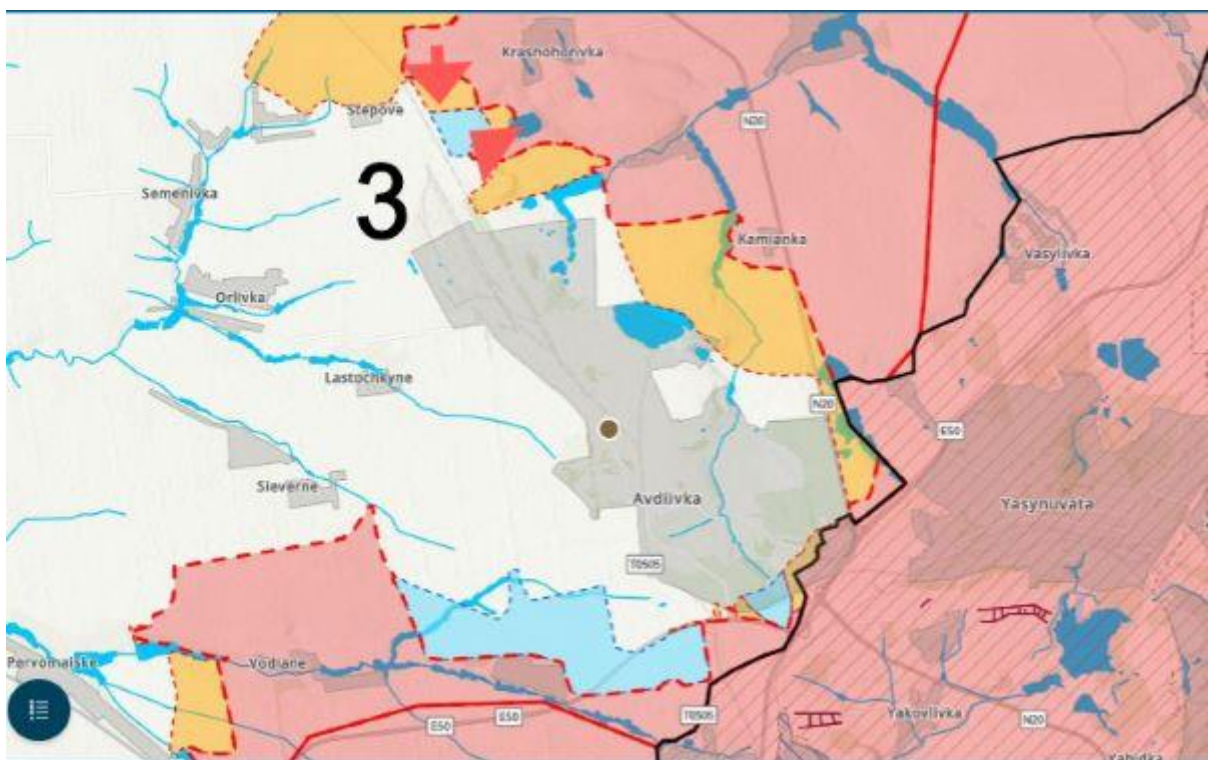 Krasnohorivka
Stepove
N20
3
Semenivka
Kamianka
Vasylivka
Orlivka
Lastochkyne
N20
E50
Sieverne
Avdiivka
Yasynuvata
T0505
Pervomaiske
Vodiane
E50
E50
T0505
Yakovlivka
N20